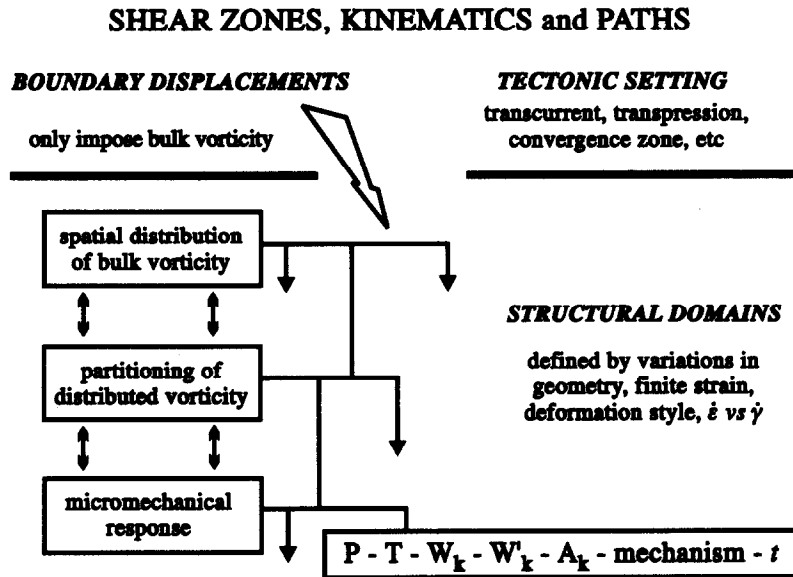 SHEAR ZONES, KINEMATICS and PATHS
BOUNDARY DISPLACEMENTS
only impose bulk vorticity
TECTONIC SETTING
transcurrent, transpression,
convergence zone, etc
spatial distribution
of bulk vorticity
partitioning of
distributed vorticity
micromechanical
response
STRUCTURAL DOMAINS
defined by variations in
geometry, finite strain,
deformation style, ε̇ vs γ̇
P - T - Wₖ - W'ₖ - Aₖ - mechanism - t